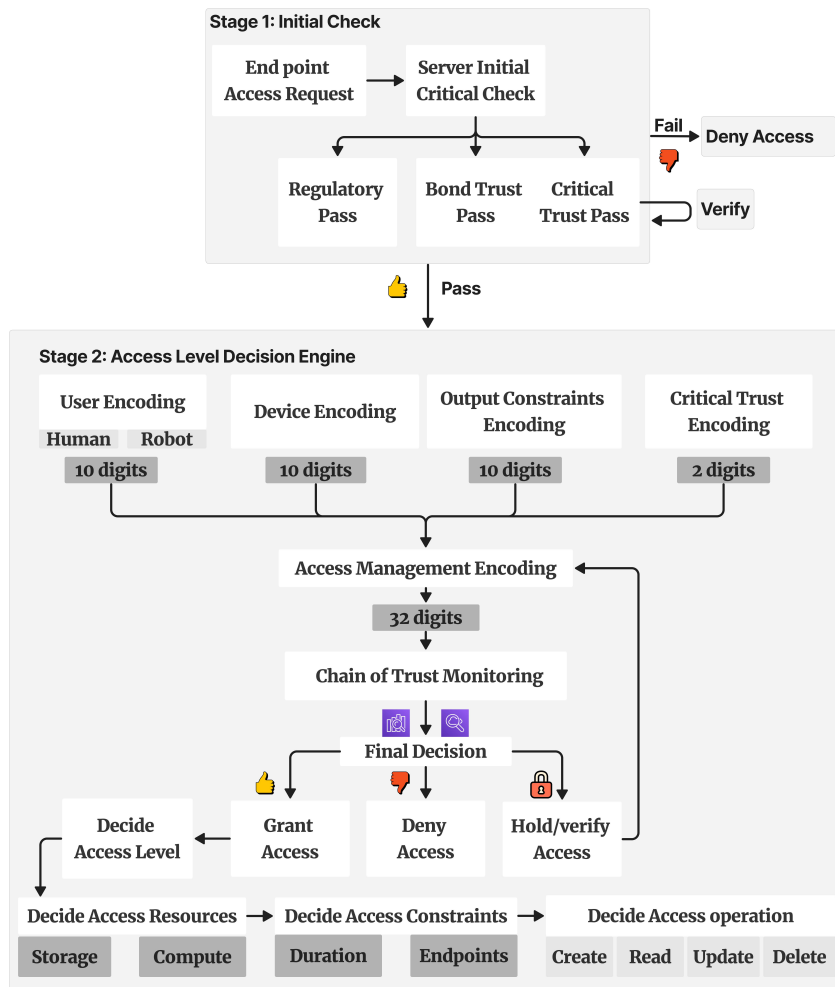 Stage 1: Initial Check
End point
Access Request
Server Initial
Critical Check
Fail
Deny Access
Regulatory
Pass
Bond Trust
Pass
Critical
Trust Pass
Verify
Pass
Stage 2: Access Level Decision Engine
User Encoding
Human
Robot
Device Encoding
Output Constraints
Encoding
Critical Trust
Encoding
10 digits
10 digits
10 digits
2 digits
Access Management Encoding
32 digits
Chain of Trust Monitoring
Final Decision
Decide
Access Level
Grant
Access
Deny
Access
Hold/verify
Access
Decide Access Resources
Decide Access Constraints
Decide Access operation
Storage
Compute
Duration
Endpoints
Create
Read
Update
Delete